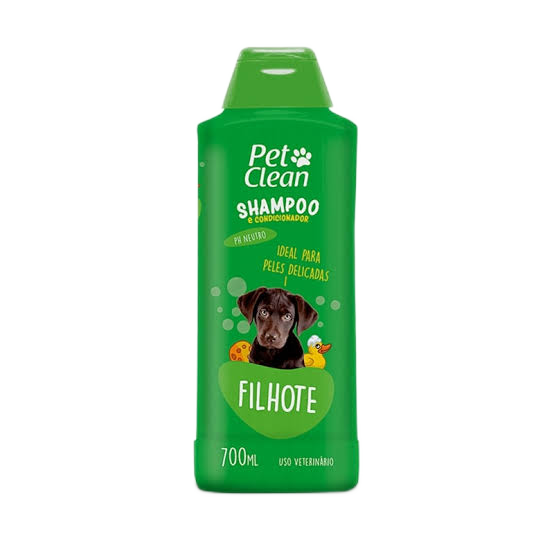 Pet
Clean
SHAMPOO
e CONDICIONADOR
PH NEUTRO
IDEAL PARA
PELES DELICADAS
FILHOTE
700ML
USO VETERINÁRIO